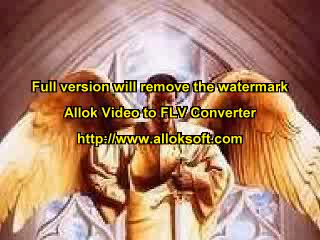 Full version will remove the watermark
Allok Video to FLV Converter
http://www.alloksoft.com